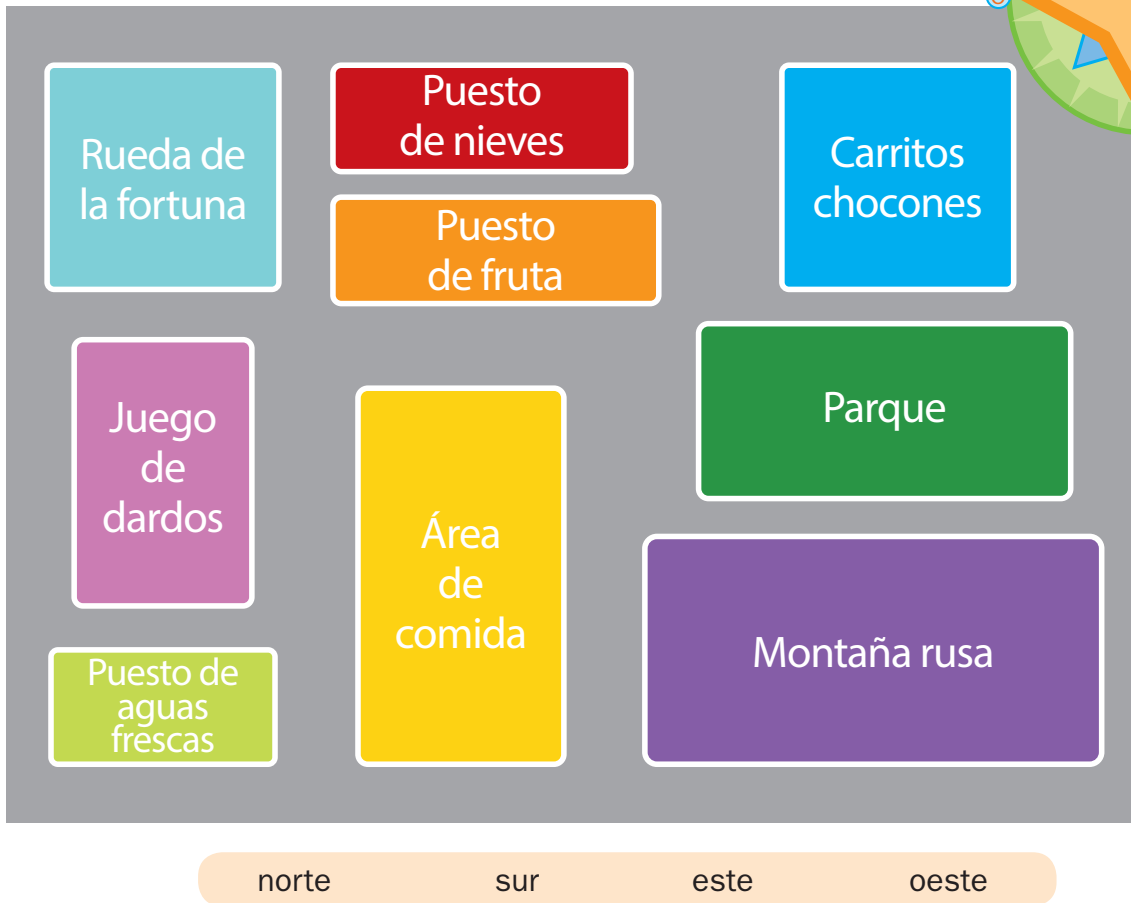 Rueda de
la fortuna
Puesto
de nieves
Puesto
de fruta
Carritos
chocones
Juego
de
dardos
Área
de
comida
Parque
Puesto de
aguas
frescas
Montaña rusa
norte sur este oeste